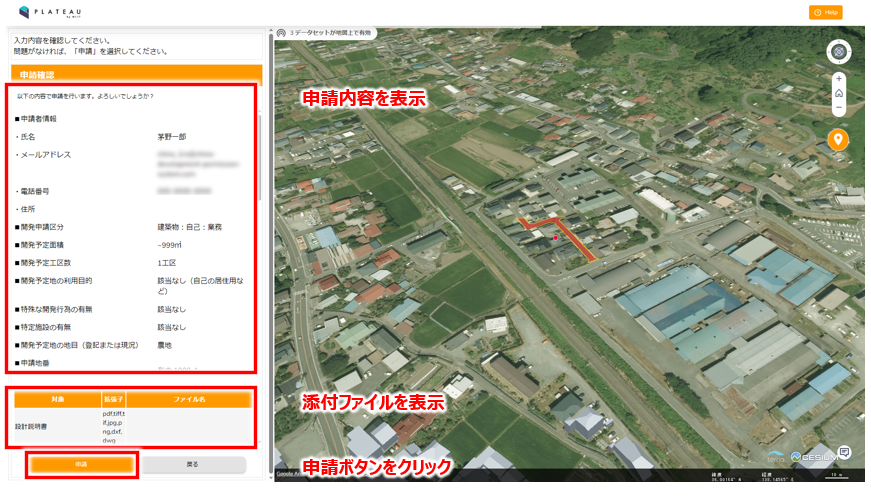 PLATEAU
by MLIT
Help
入力内容を確認してください。
問題がなければ、「申請」を選択してください。
3 データセットが地図上で有効
申請確認
以下の内容で申請を行います。よろしいでしょうか？
■申請者情報
・氏名 茅野一郎
・メールアドレス
・電話番号
・住所
■開発申請区分 建築物：自己：業務
■開発予定面積 ~999㎡
■開発予定工区数 1工区
■開発予定地の利用目的 該当なし（自己の居住用など）
■特殊な開発行為の有無 該当なし
■特定施設の有無 該当なし
■開発予定地の地目（登記または現況） 農地
■申請地番
対象 拡張子 ファイル名
設計説明書 pdf,tiff,t
if,jpg,p
ng,dxf,
dwg
申請 戻る
申請内容を表示
添付ファイルを表示
申請ボタンをクリック
CESIUM
緯度 経度
10 m